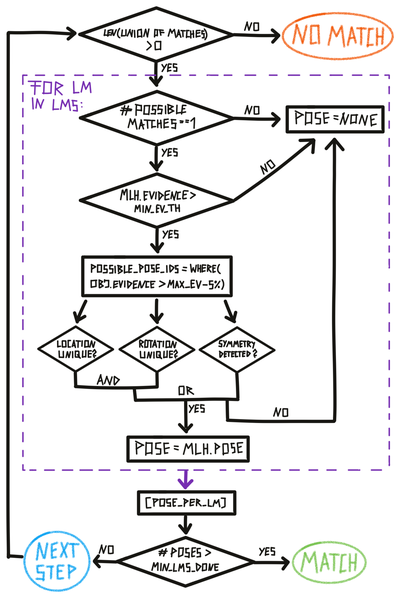 LEN(UNION OF MATCHES)
>0
NO
NO MATCH
YES
FOR LM
IN LMS:
# POSSIBLE
MATCHES==1
NO
POSE=NONE
YES
NO
MLH.EVIDENCE>
MIN_EV_TH
YES
POSSIBLE_POSE_IDS=WHERE(
OBJ.EVIDENCE>MAX_EV-5%)
LOCATION
UNIQUE?
ROTATION
UNIQUE?
SYMMETRY
DETECTED?
AND
OR
YES
NO
POSE=MLH.POSE
[POSE_PER_LM]
NEXT
STEP
NO
# POSES>
MIN_LMS_DONE
YES
MATCH